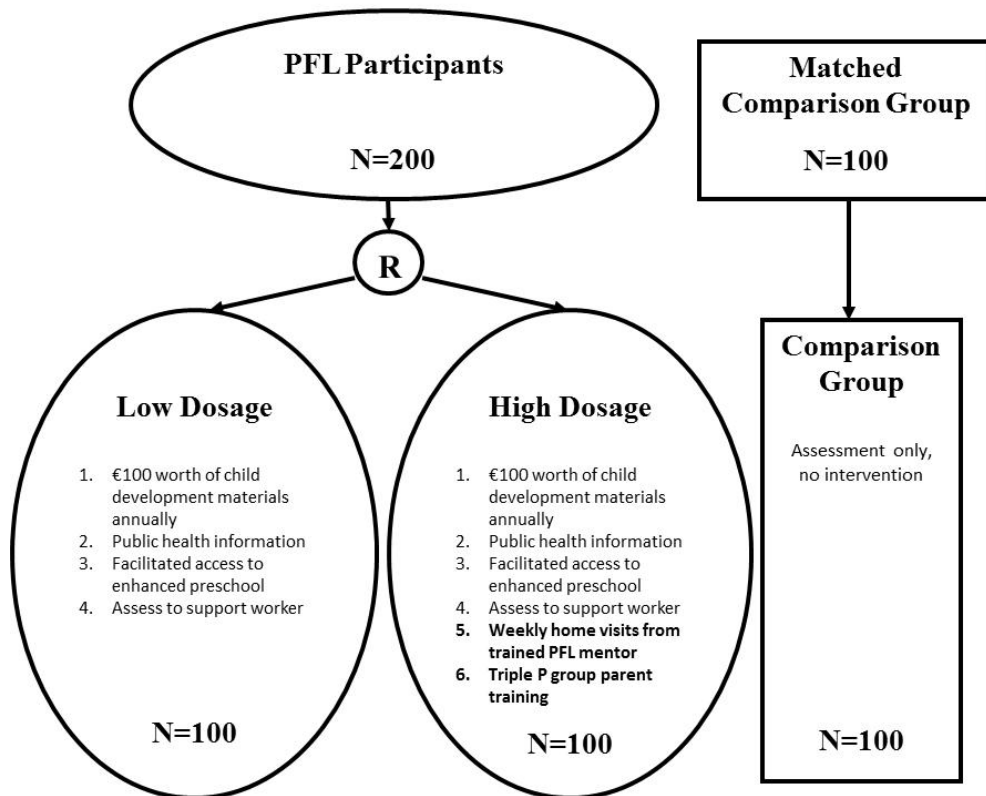 PFL Participants
N=200
Matched
Comparison Group
N=100
R
Low Dosage
1. €100 worth of child
development materials
annually
2. Public health information
3. Facilitated access to
enhanced preschool
4. Assess to support worker
N=100
High Dosage
1. €100 worth of child
development materials
annually
2. Public health information
3. Facilitated access to
enhanced preschool
4. Assess to support worker
5. Weekly home visits from
trained PFL mentor
6. Triple P group parent
training
N=100
Comparison
Group
Assessment only,
no intervention
N=100